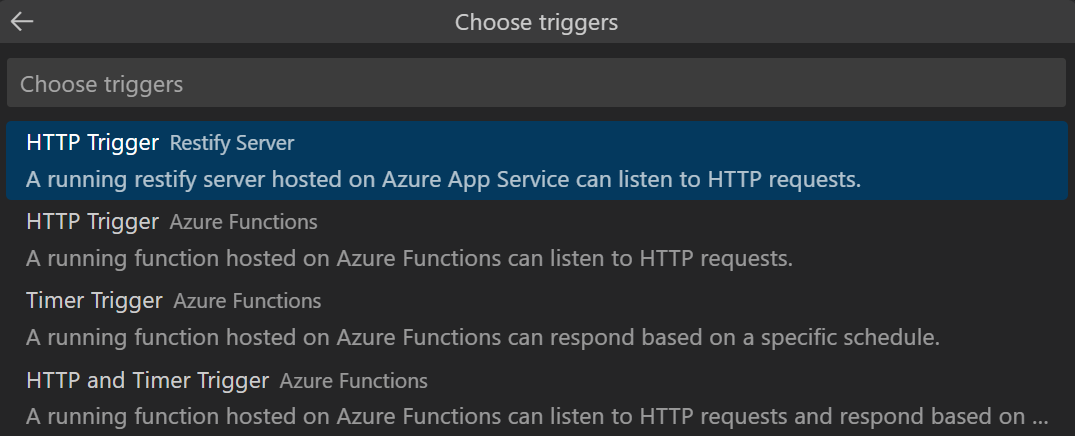 Choose triggers
Choose triggers
HTTP Trigger Restify Server
A running restify server hosted on Azure App Service can listen to HTTP requests.
HTTP Trigger Azure Functions
A running function hosted on Azure Functions can listen to HTTP requests.
Timer Trigger Azure Functions
A running function hosted on Azure Functions can respond based on a specific schedule.
HTTP and Timer Trigger Azure Functions
A running function hosted on Azure Functions can listen to HTTP requests and respond based on ...